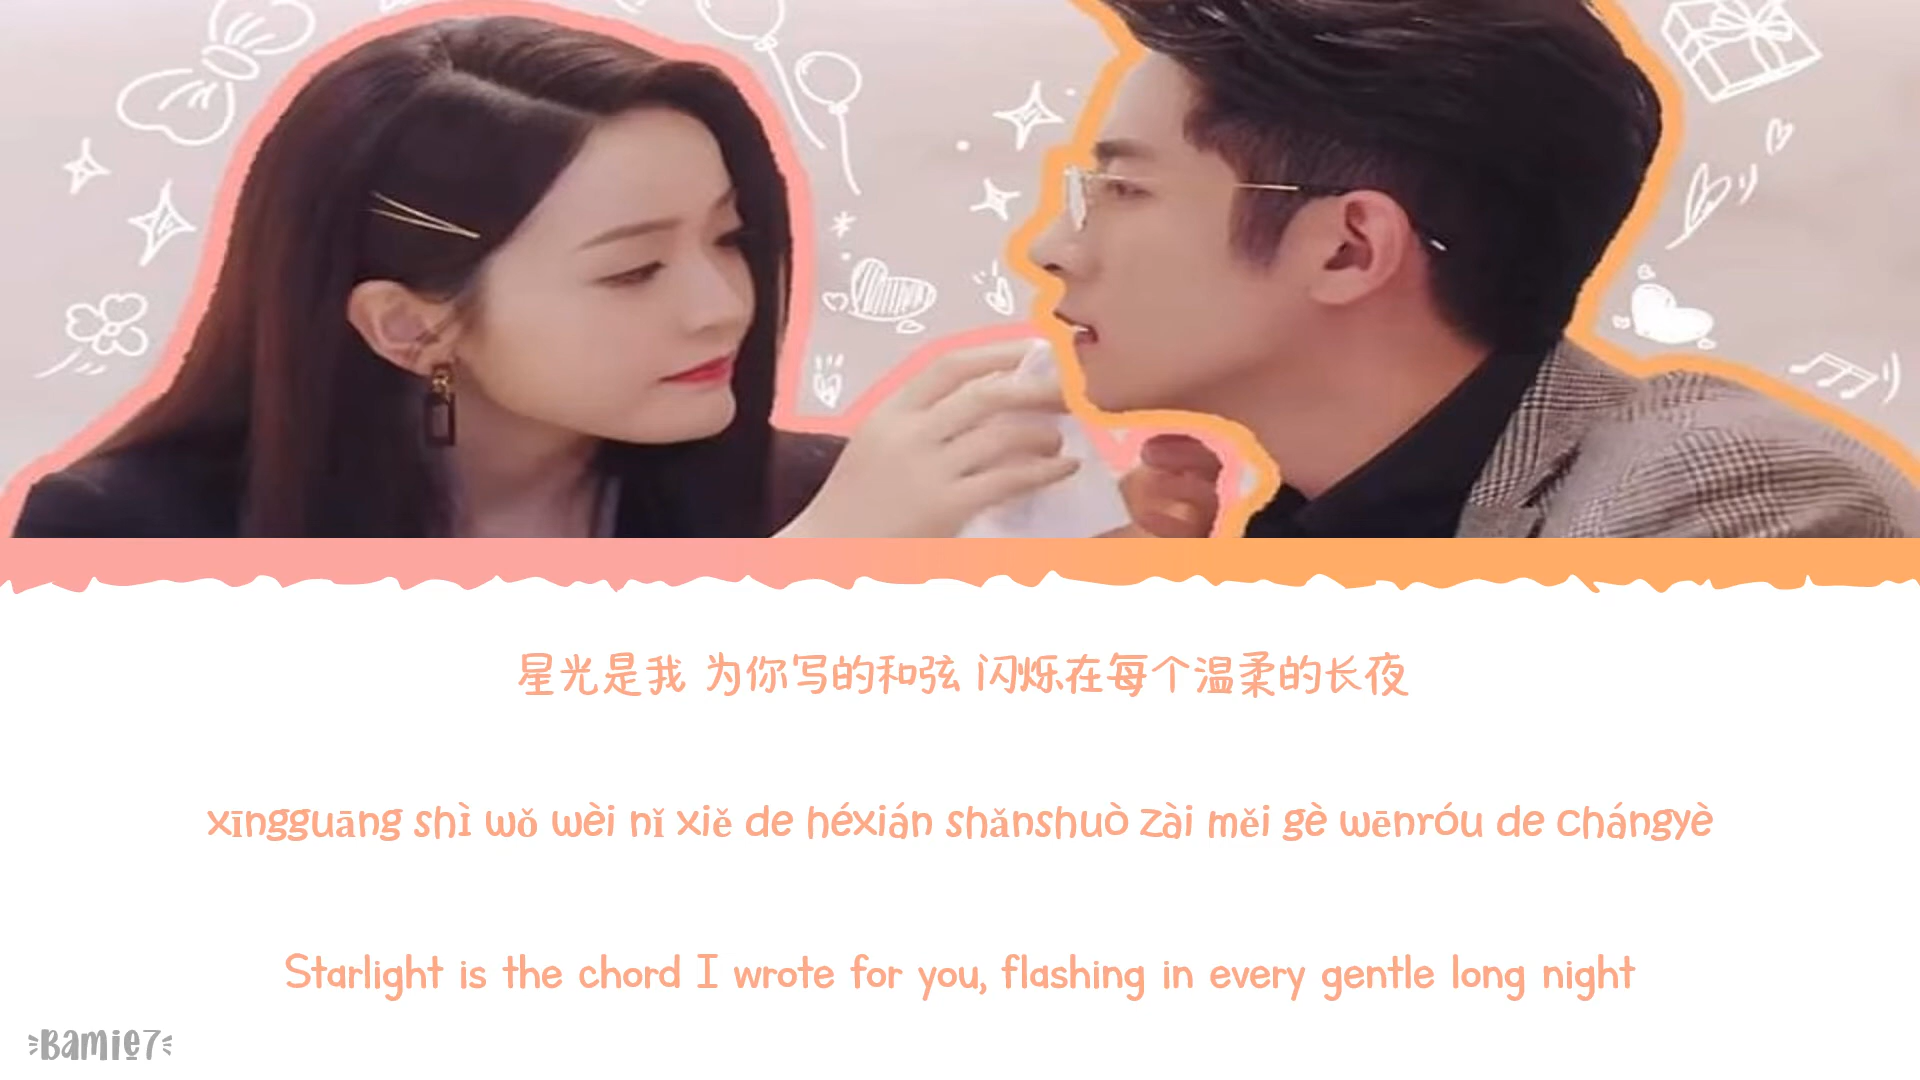 星光是我 为你写的和弦 闪烁在每个温柔的长夜
xīngguāng shì wǒ wèi nǐ xiě de héxián shǎnshuò zài měi gè wēnróu de chángyè
Starlight is the chord I wrote for you, flashing in every gentle long night
Bamie7